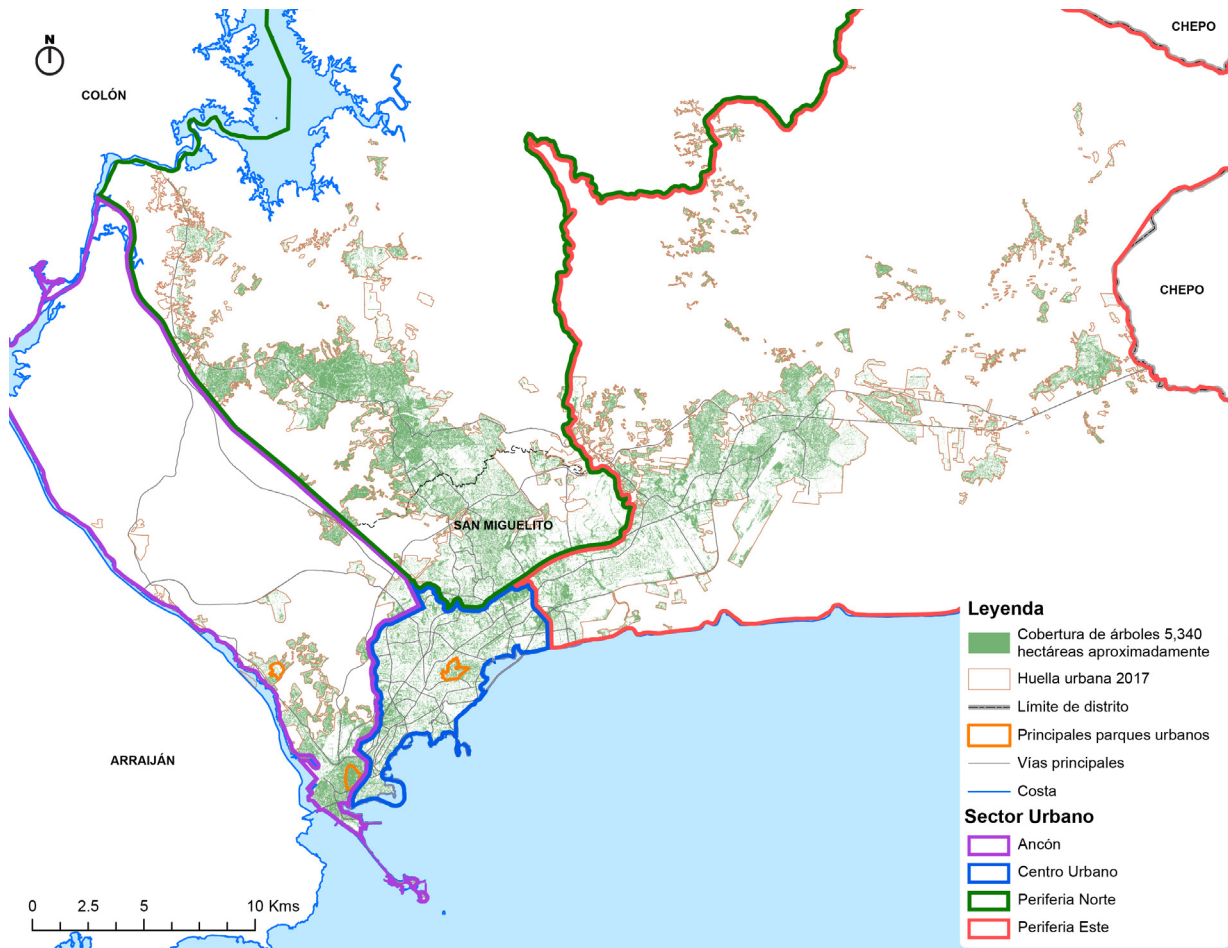 CHEPO
N
COLÓN
CHEPO
SAN MIGUELITO
ARRAIJÁN
0 2.5 5 10 Kms
Leyenda
Cobertura de árboles 5,340
hectáreas aproximadamente
Huella urbana 2017
Límite de distrito
Principales parques urbanos
Vías principales
Costa
Sector Urbano
Ancón
Centro Urbano
Periferia Norte
Periferia Este